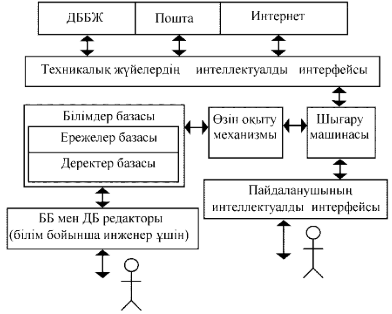 ДББЖ
Пошта
Интернет
Техникалық жүйелердің интеллектуалды интерфейсы
Білімдер базасы
Ережелер базасы
Деректер базасы
Өзін оқыту
механизмы
Шығару
машинасы
ББ мен ДБ редакторы
(білім бойынша инженер ұшін)
Пайдаланушының
интеллектуалды интерфейсы